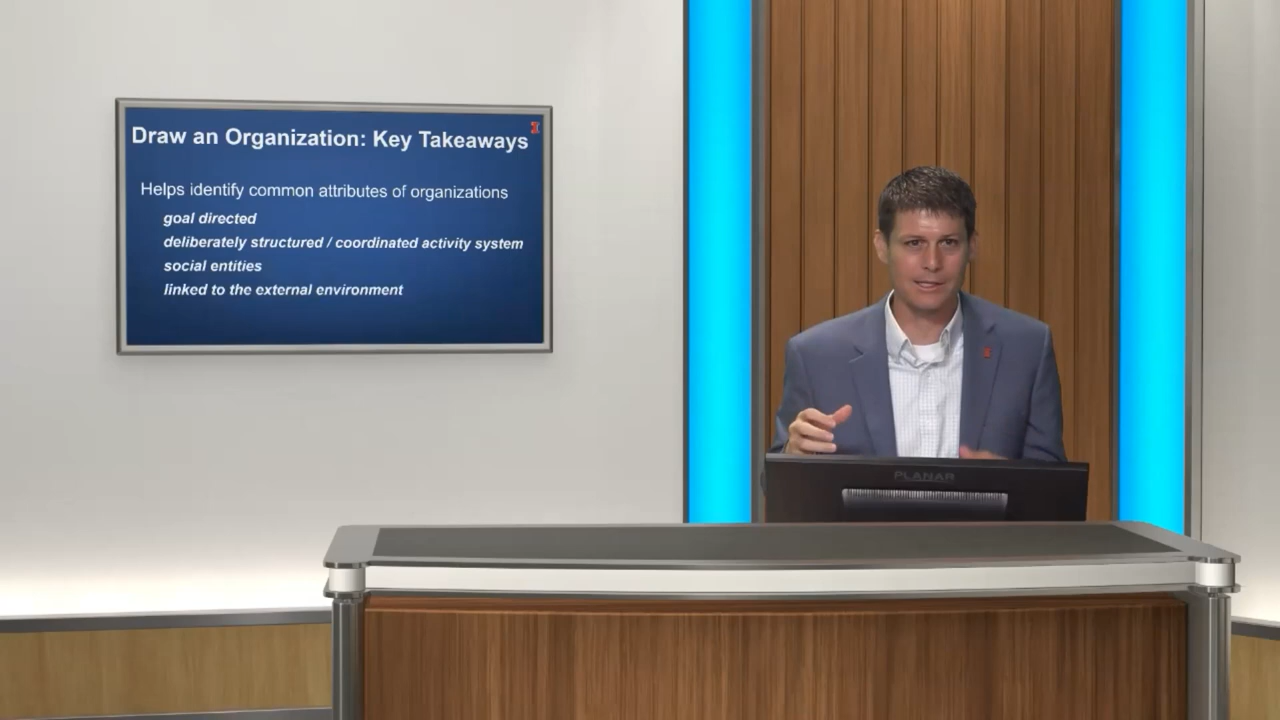 Draw an Organization: Key Takeaways
Helps identify common attributes of organizations
goal directed
deliberately structured / coordinated activity system
social entities
linked to the external environment
PLANAR